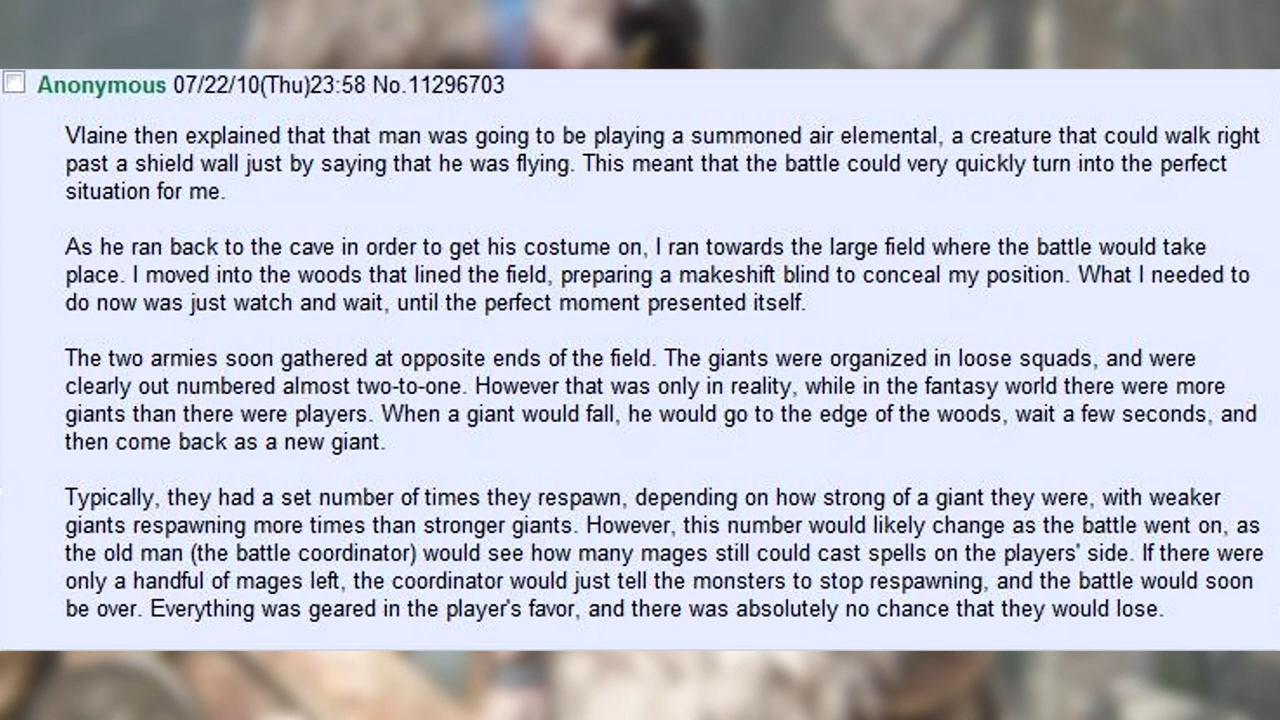 Anonymous 07/22/10(Thu)23:58 No.11296703
Vlaine then explained that that man was going to be playing a summoned air elemental, a creature that could walk right
past a shield wall just by saying that he was flying. This meant that the battle could very quickly turn into the perfect
situation for me.
As he ran back to the cave in order to get his costume on, I ran towards the large field where the battle would take
place. I moved into the woods that lined the field, preparing a makeshift blind to conceal my position. What I needed to
do now was just watch and wait, until the perfect moment presented itself.
The two armies soon gathered at opposite ends of the field. The giants were organized in loose squads, and were
clearly out numbered almost two-to-one. However that was only in reality, while in the fantasy world there were more
giants than there were players. When a giant would fall, he would go to the edge of the woods, wait a few seconds, and
then come back as a new giant.
Typically, they had a set number of times they respawn, depending on how strong of a giant they were, with weaker
giants respawning more times than stronger giants. However, this number would likely change as the battle went on, as
the old man (the battle coordinator) would see how many mages still could cast spells on the players' side. If there were
only a handful of mages left, the coordinator would just tell the monsters to stop respawning, and the battle would soon
be over. Everything was geared in the player's favor, and there was absolutely no chance that they would lose.